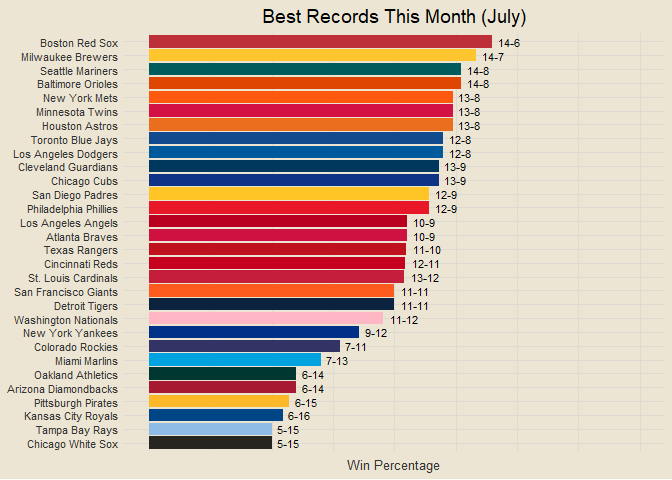 Best Records This Month (July)
Boston Red Sox 14-6
Milwaukee Brewers 14-7
Seattle Mariners 14-8
Baltimore Orioles 14-8
New York Mets 13-8
Minnesota Twins 13-8
Houston Astros 13-8
Toronto Blue Jays 12-8
Los Angeles Dodgers 12-8
Cleveland Guardians 13-9
Chicago Cubs 13-9
San Diego Padres 12-9
Philadelphia Phillies 12-9
Los Angeles Angels 10-9
Atlanta Braves 10-9
Texas Rangers 11-10
Cincinnati Reds 12-11
St. Louis Cardinals 13-12
San Francisco Giants 11-11
Detroit Tigers 11-11
Washington Nationals 11-12
New York Yankees 9-12
Colorado Rockies 7-11
Miami Marlins 7-13
Oakland Athletics 6-14
Arizona Diamondbacks 6-14
Pittsburgh Pirates 6-15
Kansas City Royals 6-16
Tampa Bay Rays 5-15
Chicago White Sox 5-15
Win Percentage